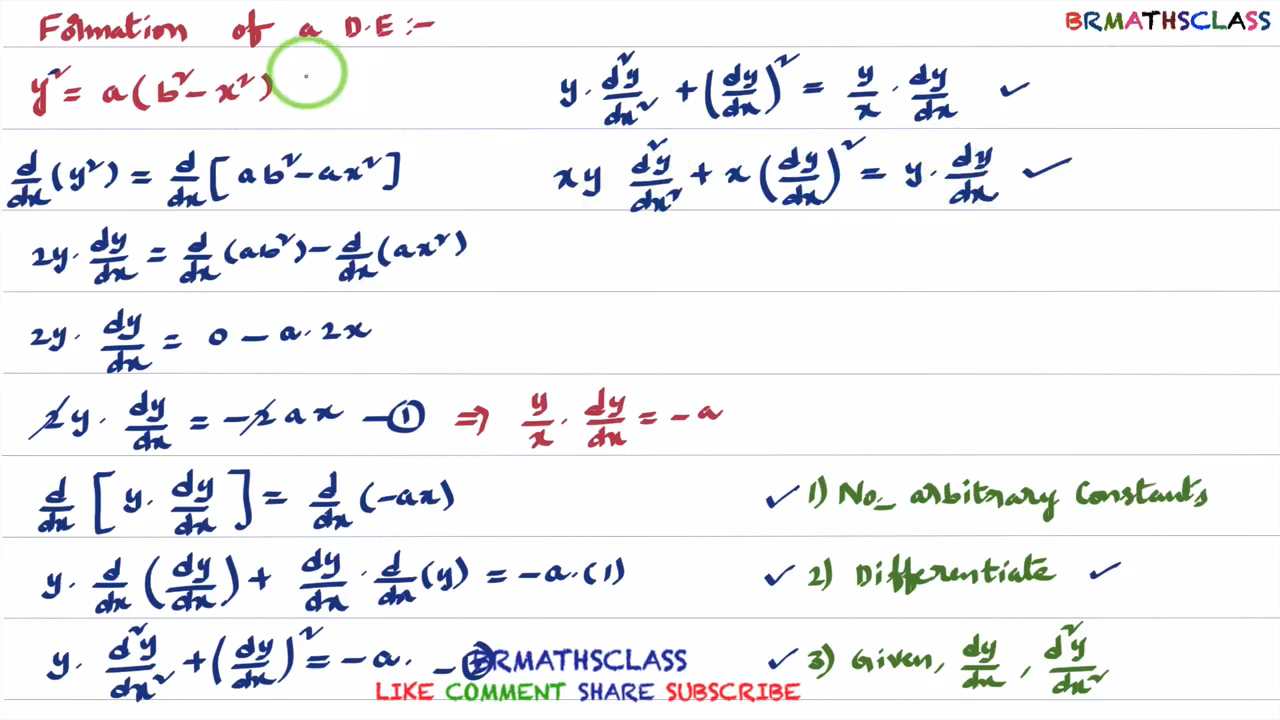 Formation of a D.E :-
BRMATHSCLASS
y² = a(b² - x²)
y · d²y/dx² + (dy/dx)² = y/x · dy/dx ✓
d/dx (y²) = d/dx [ab² - ax²]
xy d²y/dx² + x (dy/dx)² = y · dy/dx ✓
2y · dy/dx = d/dx (ab²) - d/dx (ax²)
2y · dy/dx = 0 - a · 2x
2y · dy/dx = -2ax - ① ⇒ y/x · dy/dx = -a
d/dx [y · dy/dx] = d/dx (-ax)
✓ 1) No arbitrary Constants
y · d/dx (dy/dx) + dy/dx · d/dx (y) = -a · (1)
✓ 2) Differentiate ✓
y · d²y/dx² + (dy/dx)² = -a. - ②
✓ 3) Given, dy/dx, d²y/dx²
BRMATHSCLASS
LIKE COMMENT SHARE SUBSCRIBE